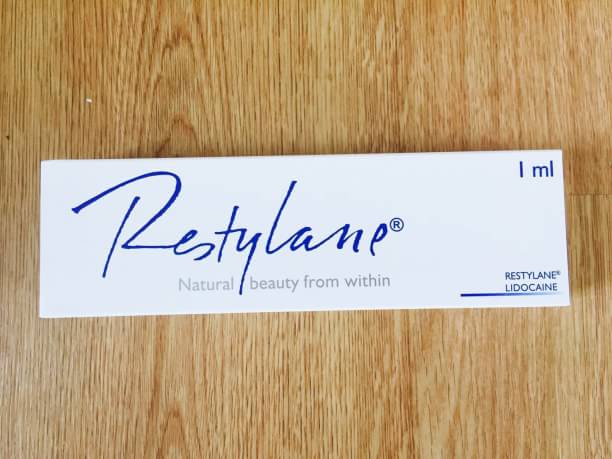 1 ml
Restylane®
Natural beauty from within
RESTYLANE®
LIDOCAINE